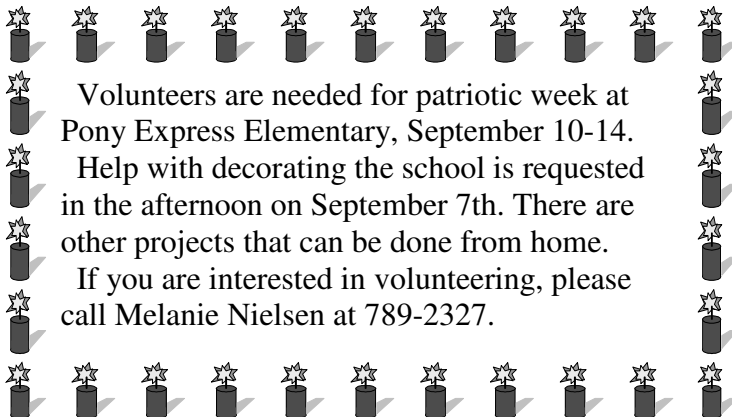 Volunteers are needed for patriotic week at
Pony Express Elementary, September 10-14.
Help with decorating the school is requested
in the afternoon on September 7th. There are
other projects that can be done from home.
If you are interested in volunteering, please
call Melanie Nielsen at 789-2327.